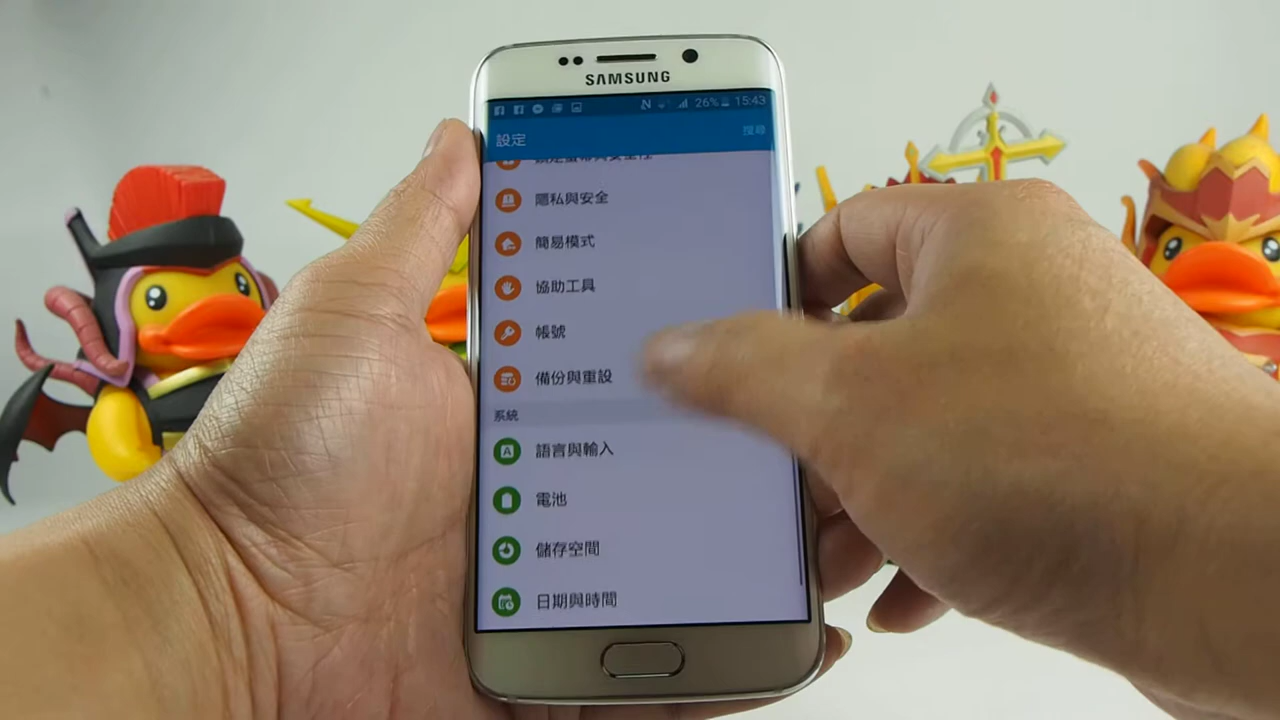 SAMSUNG
26% 15:43
設定 搜尋
隱私與安全
簡易模式
協助工具
帳號
備份與重設
系統
語言與輸入
電池
儲存空間
日期與時間